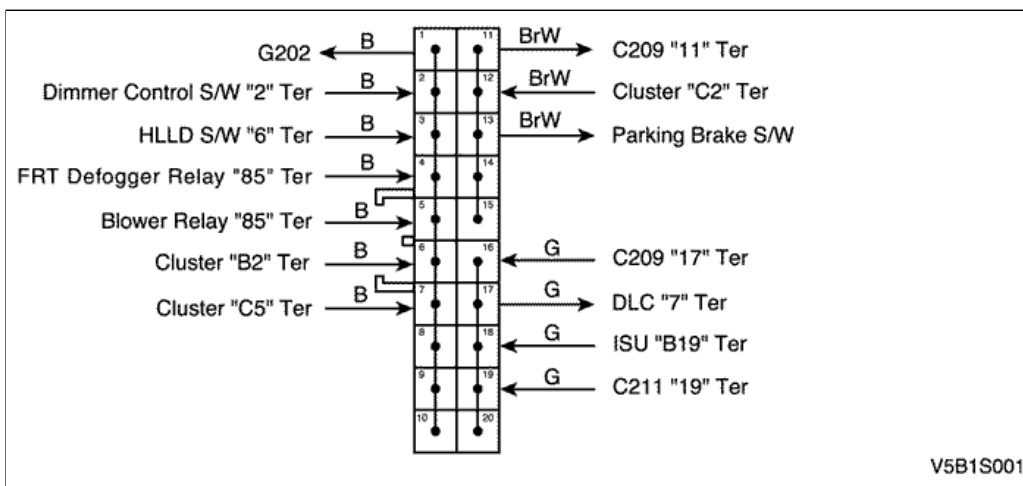 G202 B 1 11 BrW C209 "11" Ter
Dimmer Control S/W "2" Ter B 2 12 BrW Cluster "C2" Ter
HLLD S/W "6" Ter B 3 13 BrW Parking Brake S/W
FRT Defogger Relay "85" Ter B 4 14
Blower Relay "85" Ter B 5 15
Cluster "B2" Ter B 6 16 G C209 "17" Ter
Cluster "C5" Ter B 7 17 G DLC "7" Ter
8 18 G ISU "B19" Ter
9 19 G C211 "19" Ter
10 20
V5B1S001